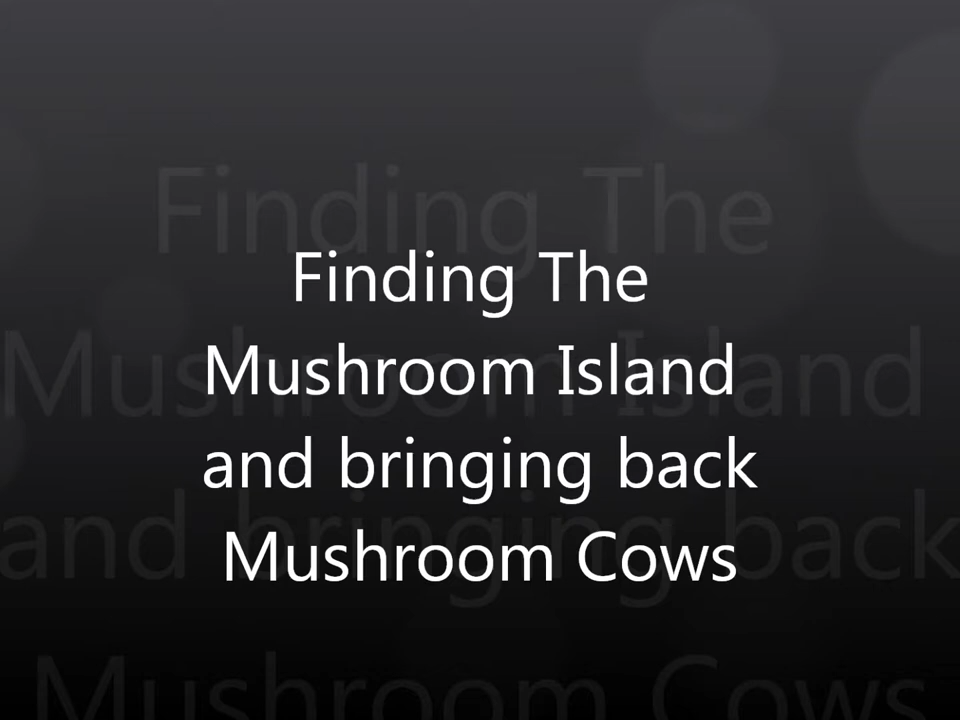 Finding The
Mushroom Island
and bringing back
Mushroom Cows